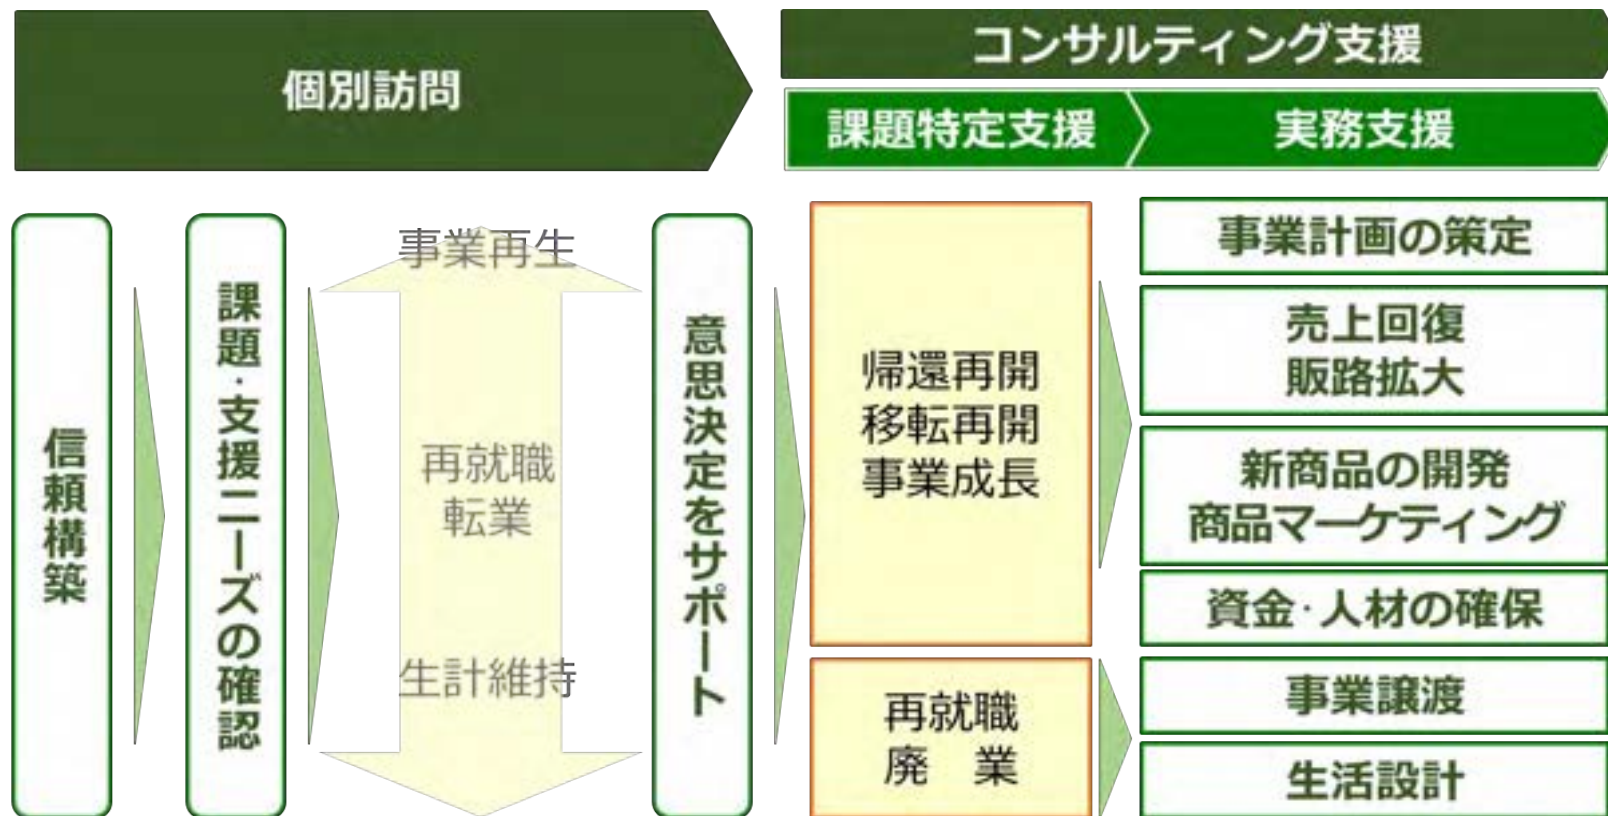 個別訪問
コンサルティング支援
課題特定支援
実務支援
信頼構築
課題・支援ニーズの確認
事業再生
再就職
転業
生計維持
意思決定をサポート
帰還再開
移転再開
事業成長
再就職
廃　業
事業計画の策定
売上回復
販路拡大
新商品の開発
商品マーケティング
資金・人材の確保
事業譲渡
生活設計